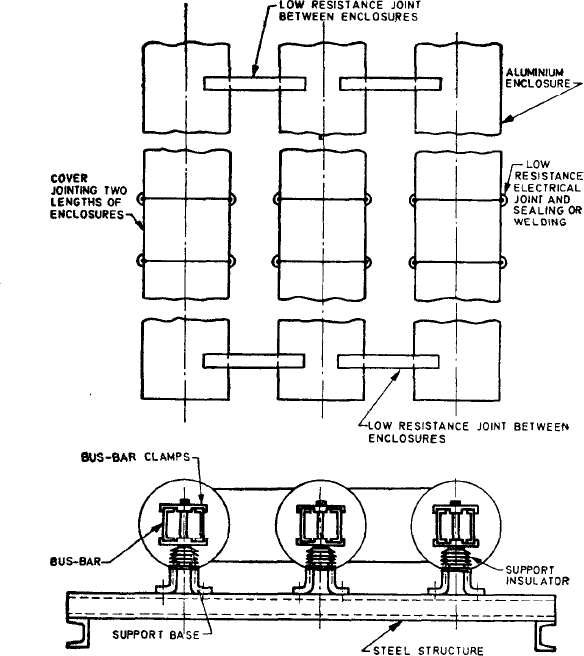 LOW RESISTANCE JOINT
BETWEEN ENCLOSURES
ALUMINIUM
ENCLOSURE
COVER
JOINTING TWO
LENGTHS OF
ENCLOSURES
LOW
RESISTANCE
ELECTRICAL
JOINT AND
SEALING OR
WELDING
LOW RESISTANCE JOINT BETWEEN
ENCLOSURES
BUS-BAR CLAMPS
BUS-BAR
SUPPORT
INSULATOR
SUPPORT BASE
STEEL STRUCTURE